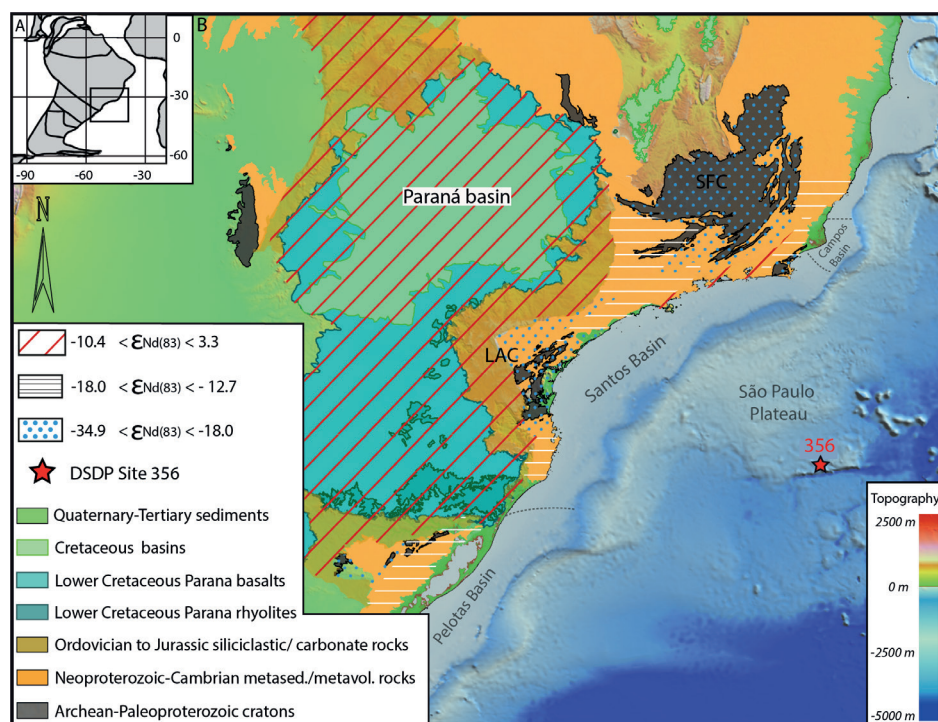 A
B
0
-30
-60
-90
-60
-30
0
N
Paraná basin
SFC
Campos
Basin
LAC
Santos Basin
São Paulo
Plateau
356
Pelotas Basin
-10.4 < εNd(83) < 3.3
-18.0 < εNd(83) < - 12.7
-34.9 < εNd(83) < -18.0
DSDP Site 356
Quaternary-Tertiary sediments
Cretaceous basins
Lower Cretaceous Parana basalts
Lower Cretaceous Parana rhyolites
Ordovician to Jurassic siliciclastic/ carbonate rocks
Neoproterozoic-Cambrian metased./metavol. rocks
Archean-Paleoproterozoic cratons
Topography
2500 m
0 m
-2500 m
-5000 m